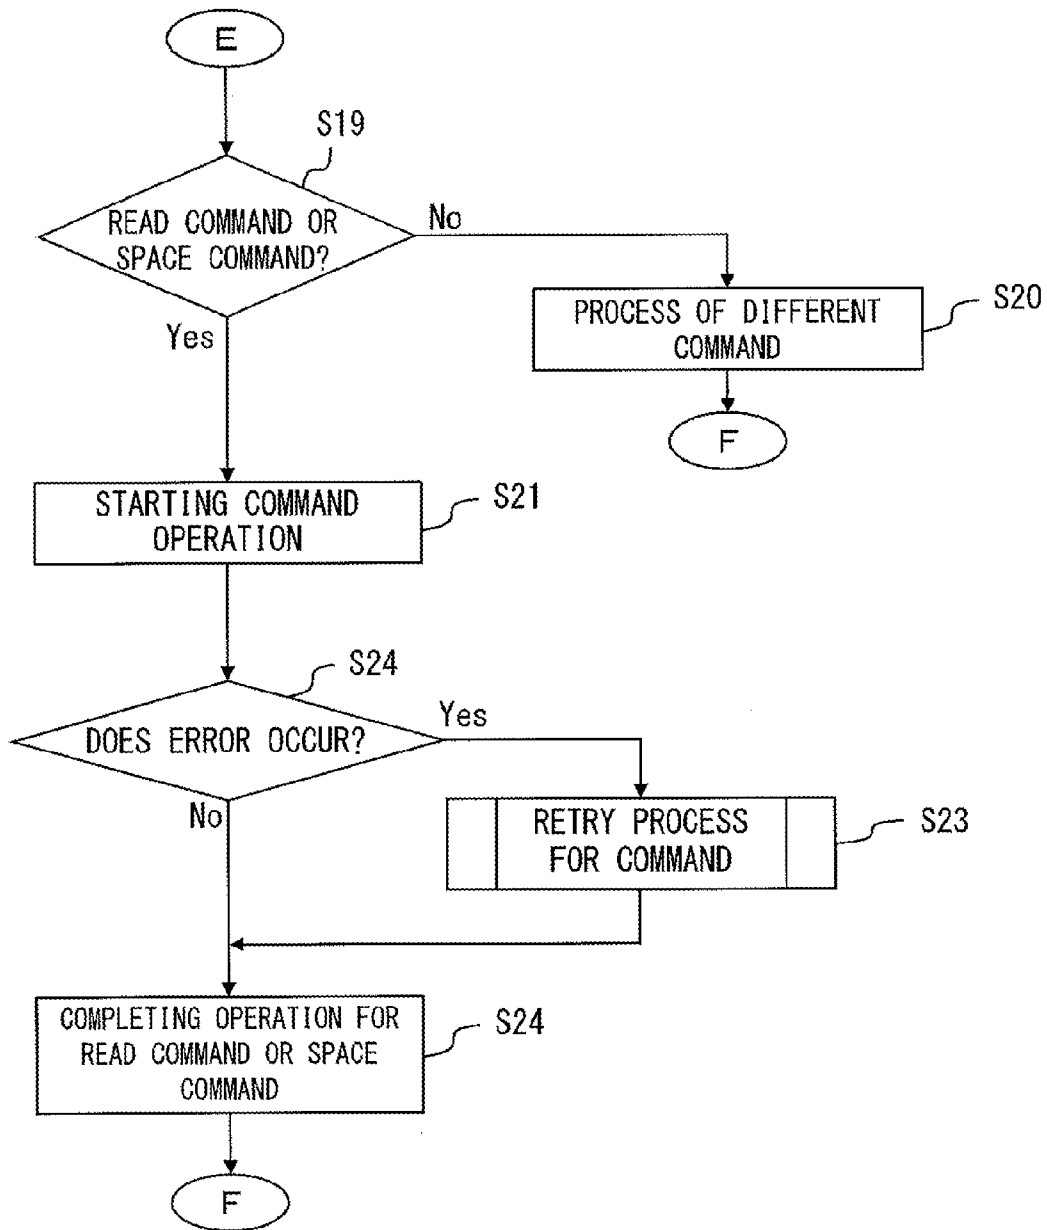 E
S19
READ COMMAND OR
SPACE COMMAND?
No
Yes
S20
PROCESS OF DIFFERENT
COMMAND
F
S21
STARTING COMMAND
OPERATION
S24
DOES ERROR OCCUR?
Yes
No
S23
RETRY PROCESS
FOR COMMAND
S24
COMPLETING OPERATION FOR
READ COMMAND OR SPACE
COMMAND
F